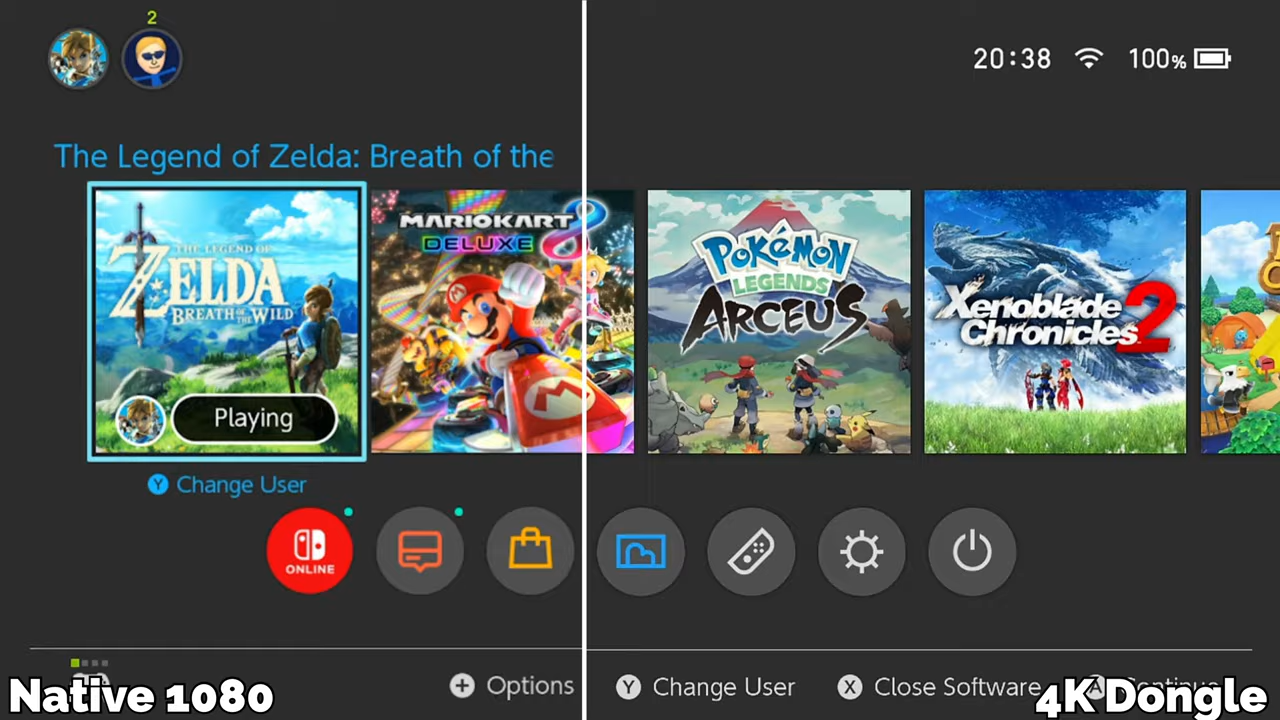 2
20:38
100%
The Legend of Zelda: Breath of the
THE LEGEND OF
ZELDA
BREATH OF THE WILD
Playing
MARIOKART 8
DELUXE
POKÉMON
LEGENDS
ARCEUS
Xenoblade
Chronicles 2
Y Change User
ONLINE
+ Options
Y Change User
X Close Software
A Continue
Native 1080
4K Dongle